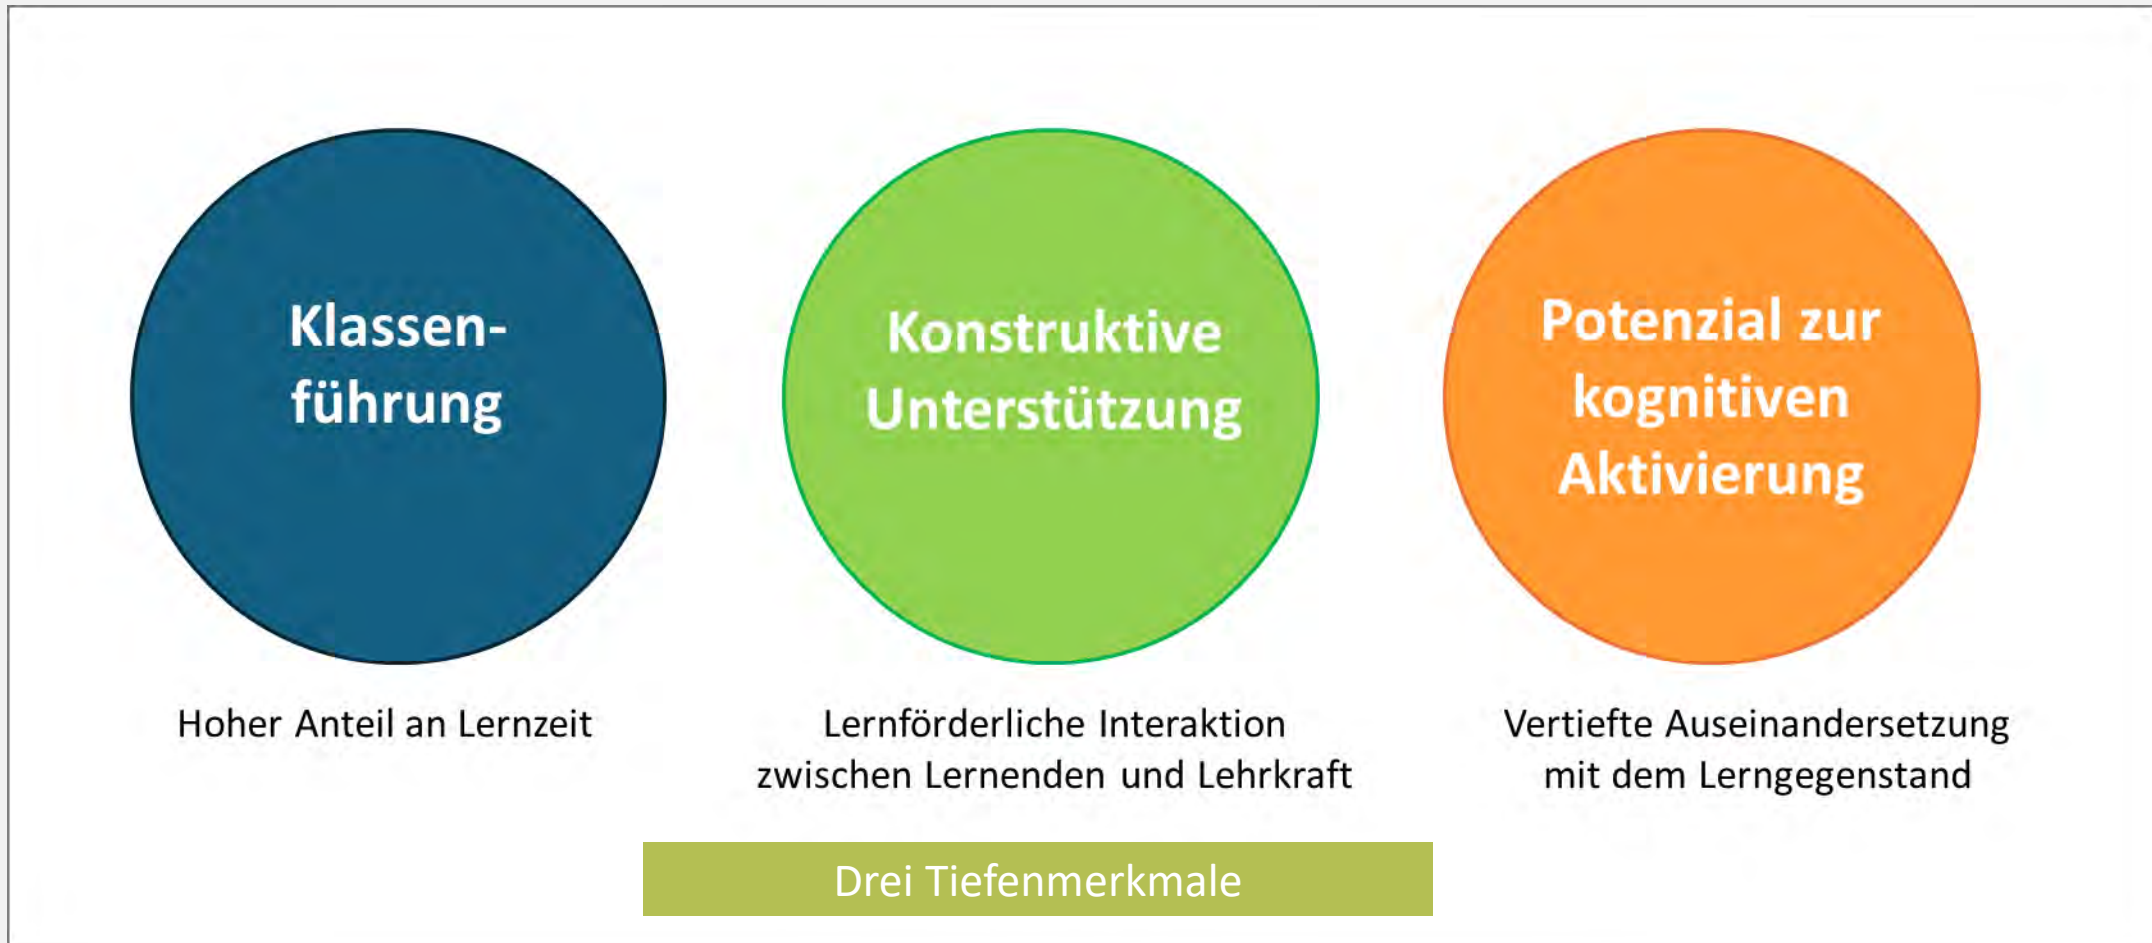 Klassen-
führung
Hoher Anteil an Lernzeit
Konstruktive
Unterstützung
Lernförderliche Interaktion
zwischen Lernenden und Lehrkraft
Potenzial zur
kognitiven
Aktivierung
Vertiefte Auseinandersetzung
mit dem Lerngegenstand
Drei Tiefenmerkmale